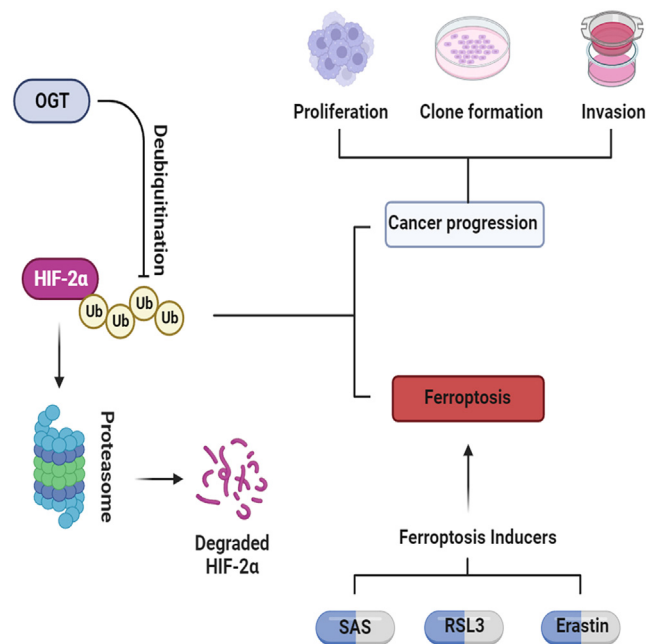 Proliferation
Clone formation
Invasion
OGT
Deubiquitination
Cancer progression
HIF-2α
Ub
Ub
Ub
Ub
Ferroptosis
Proteasome
Degraded
HIF-2α
Ferroptosis Inducers
SAS
RSL3
Erastin